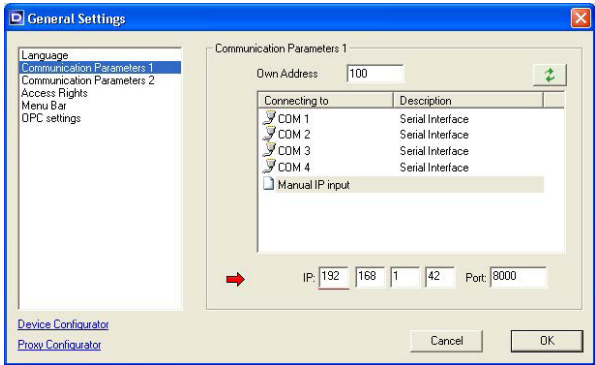 General Settings
Language
Communication Parameters 1
Communication Parameters 2
Access Rights
Menu Bar
OPC settings
Device Configurator
Proxy Configurator
Communication Parameters 1
Own Address 100
Connecting to Description
COM 1 Serial Interface
COM 2 Serial Interface
COM 3 Serial Interface
COM 4 Serial Interface
Manual IP input
IP: 192 168 1 42 Port: 8000
Cancel OK